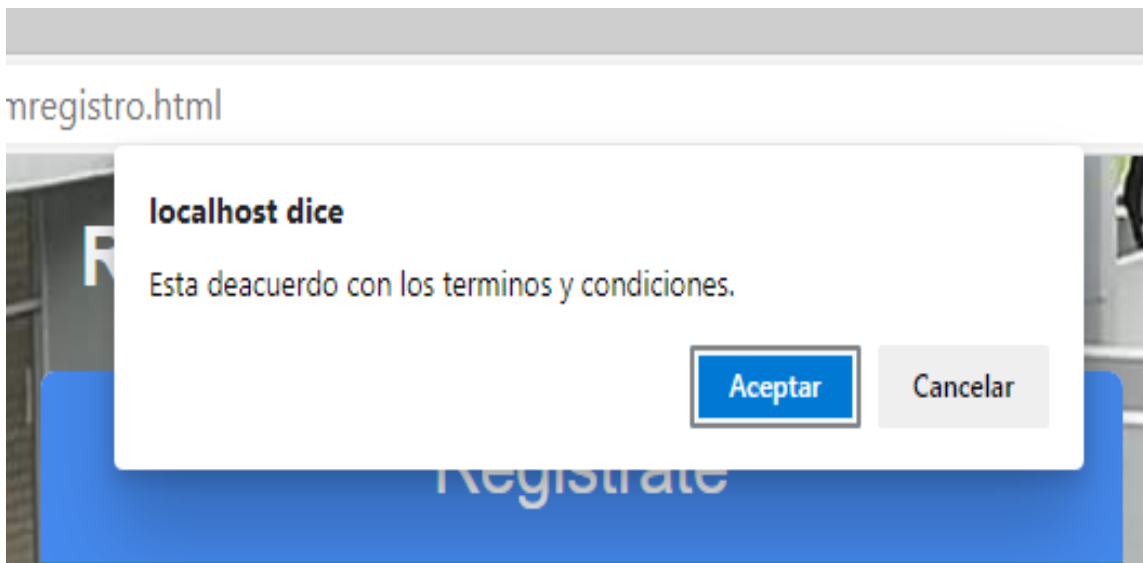 mregistro.html
R
localhost dice
Esta deacuerdo con los terminos y condiciones.
Aceptar Cancelar
Registrate